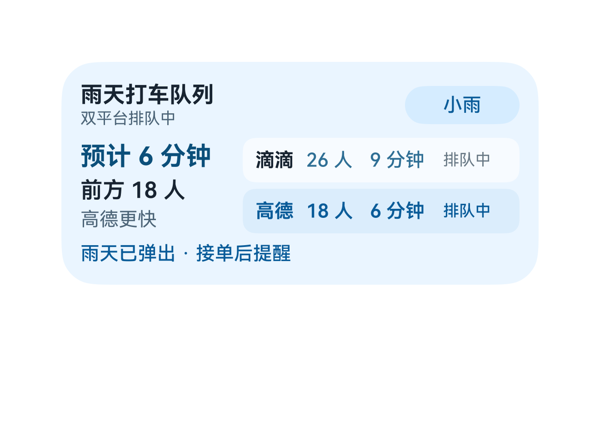 雨天打车队列
双平台排队中
小雨
预计 6 分钟
前方 18 人
高德更快
滴滴 26 人 9 分钟 排队中
高德 18 人 6 分钟 排队中
雨天已弹出 · 接单后提醒